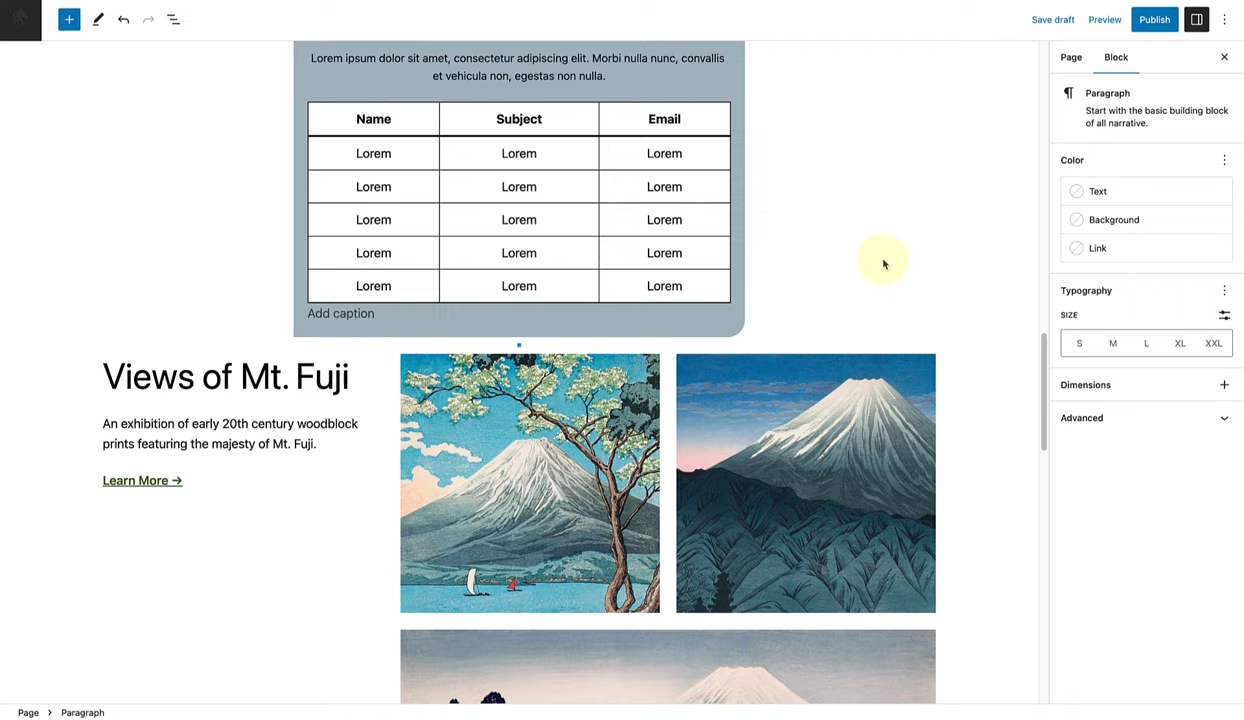 Save draft
Preview
Publish
Lorem ipsum dolor sit amet, consectetur adipiscing elit. Morbi nulla nunc, convallis
et vehicula non, egestas non nulla.
Name Subject Email
Lorem Lorem Lorem
Lorem Lorem Lorem
Lorem Lorem Lorem
Lorem Lorem Lorem
Lorem Lorem Lorem
Add caption
Views of Mt. Fuji
An exhibition of early 20th century woodblock
prints featuring the majesty of Mt. Fuji.
Learn More →
Page Block
Paragraph
Start with the basic building block
of all narrative.
Color
Text
Background
Link
Typography
SIZE
S M L XL XXL
Dimensions
Advanced
Page > Paragraph